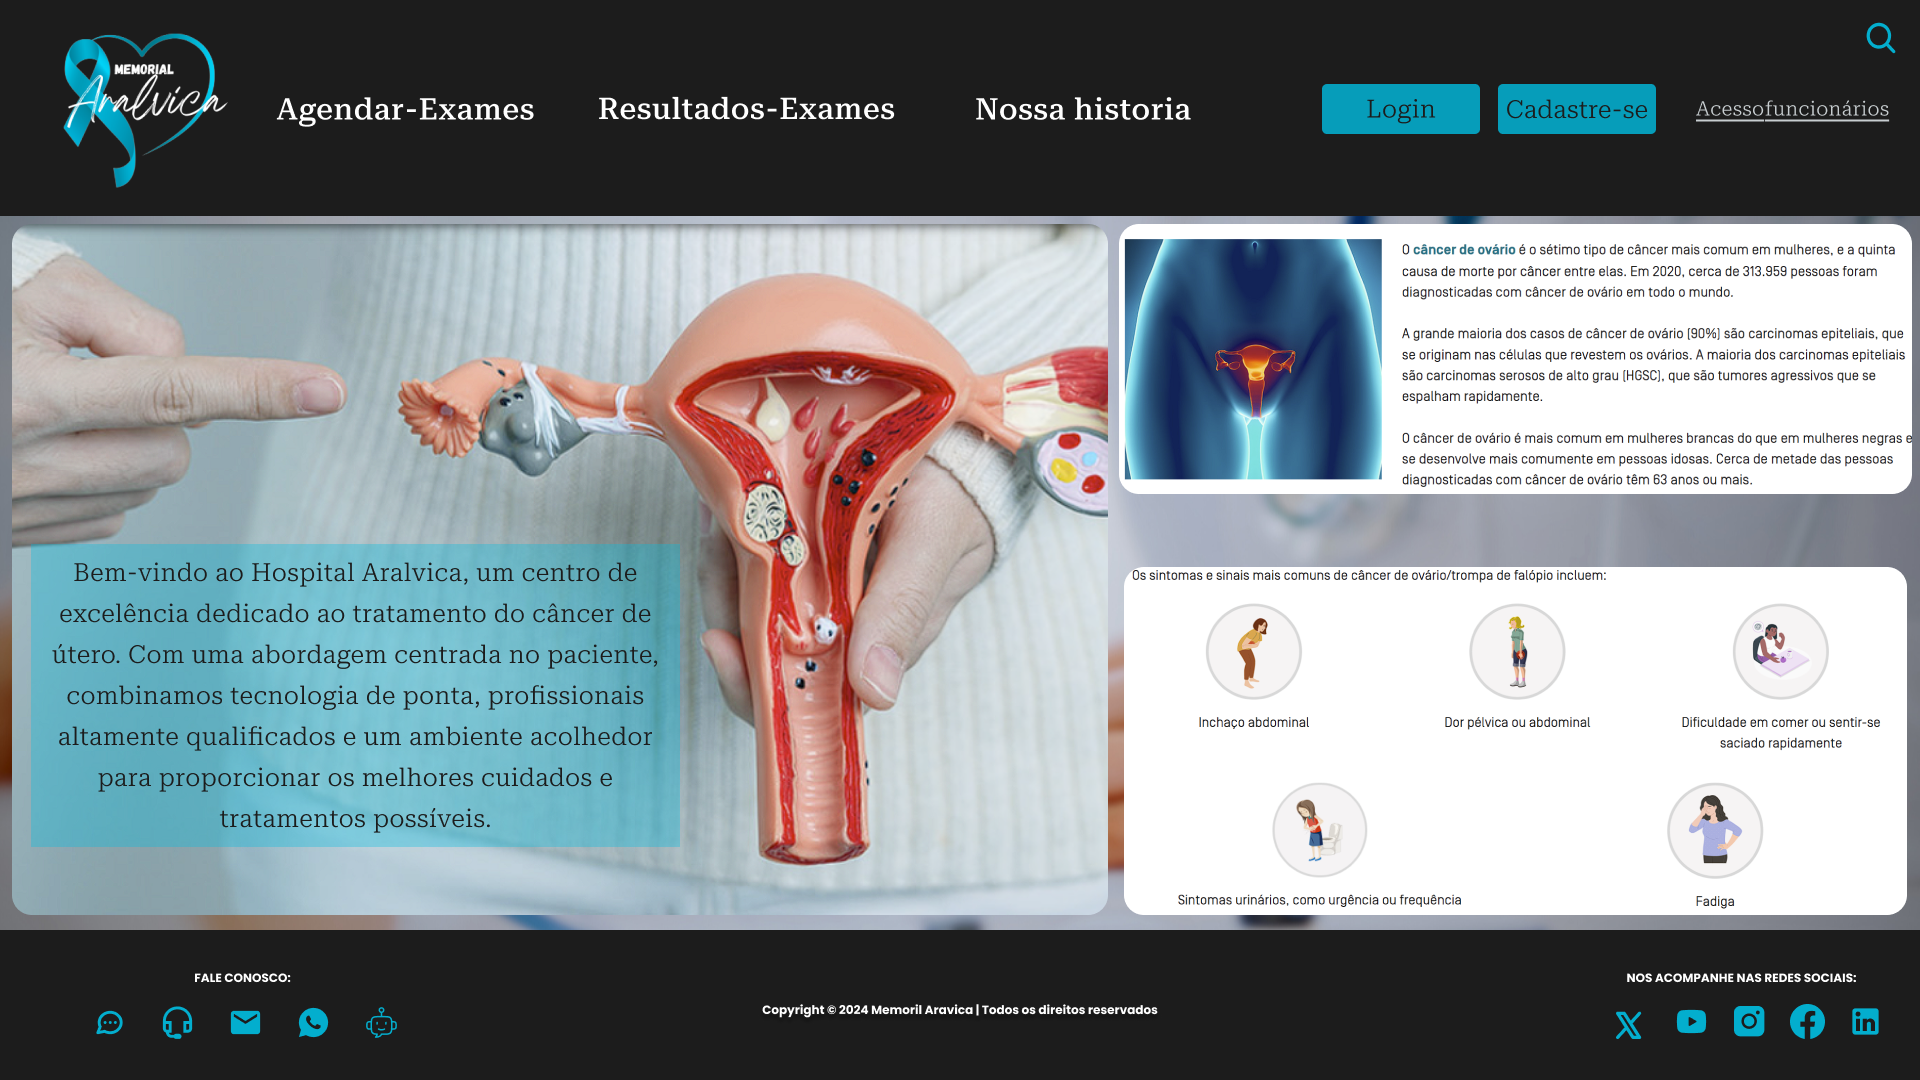 MEMORIAL
Aralvica
Agendar-Exames
Resultados-Exames
Nossa historia
Login
Cadastre-se
Acessofuncionários
Bem-vindo ao Hospital Aralvica, um centro de
excelência dedicado ao tratamento do câncer de
útero. Com uma abordagem centrada no paciente,
combinamos tecnologia de ponta, profissionais
altamente qualificados e um ambiente acolhedor
para proporcionar os melhores cuidados e
tratamentos possíveis.
O câncer de ovário é o sétimo tipo de câncer mais comum em mulheres, e a quinta
causa de morte por câncer entre elas. Em 2020, cerca de 313.959 pessoas foram
diagnosticadas com câncer de ovário em todo o mundo.
A grande maioria dos casos de câncer de ovário (90%) são carcinomas epiteliais, que
se originam nas células que revestem os ovários. A maioria dos carcinomas epiteliais
são carcinomas serosos de alto grau (HGSC), que são tumores agressivos que se
espalham rapidamente.
O câncer de ovário é mais comum em mulheres brancas do que em mulheres negras e
se desenvolve mais comumente em pessoas idosas. Cerca de metade das pessoas
diagnosticadas com câncer de ovário têm 63 anos ou mais.
Os sintomas e sinais mais comuns de câncer de ovário/trompa de falópio incluem:
Inchaço abdominal
Dor pélvica ou abdominal
Dificuldade em comer ou sentir-se
saciado rapidamente
Sintomas urinários, como urgência ou frequência
Fadiga
FALE CONOSCO:
Copyright © 2024 Memoril Aravica | Todos os direitos reservados
NOS ACOMPANHE NAS REDES SOCIAIS: